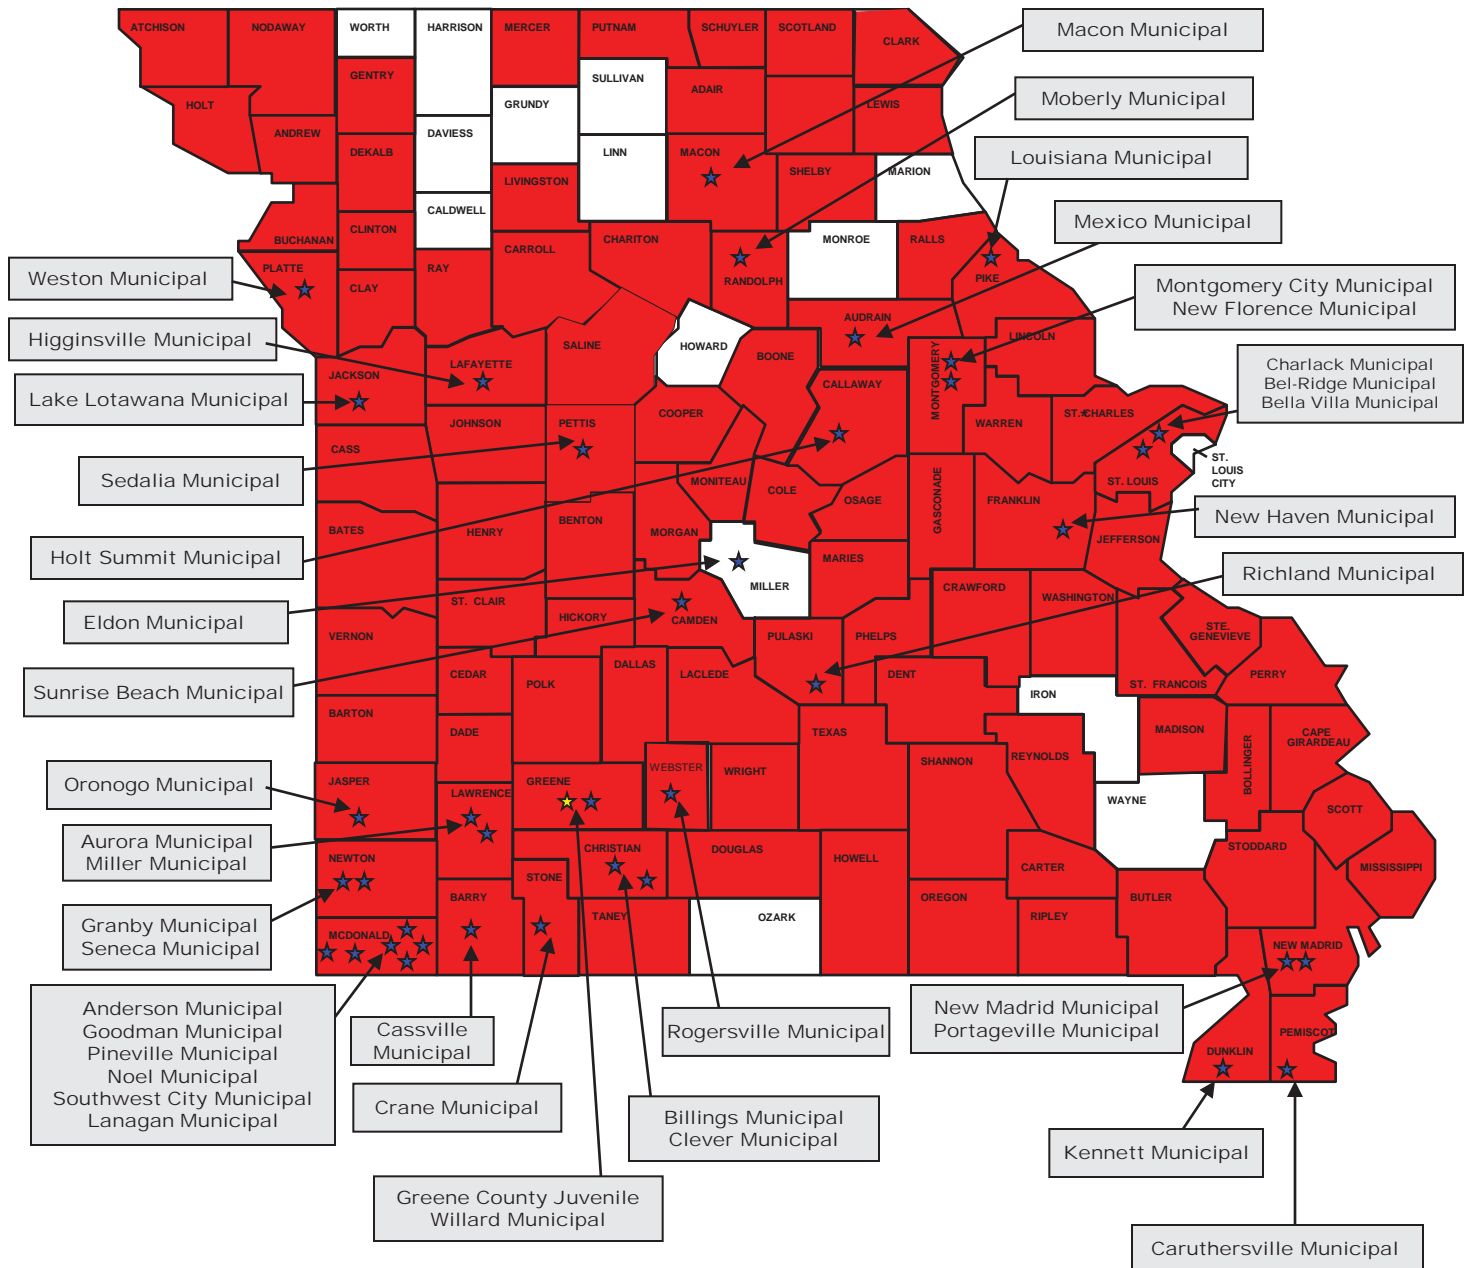 ATCHISON
NODAWAY
WORTH
HARRISON
MERCER
PUTNAM
SCHUYLER
SCOTLAND
CLARK
Macon Municipal
GENTRY
SULLIVAN
ADAIR
HOLT
GRUNDY
LEWIS
Moberly Municipal
ANDREW
DAVIESS
DEKALB
LINN
MACON
SHELBY
MARION
Louisiana Municipal
LIVINGSTON
CALDWELL
Mexico Municipal
BUCHANAN
CLINTON
CARROLL
CHARITON
MONROE
RALLS
PLATTE
RAY
CLAY
RANDOLPH
PIKE
Weston Municipal
Montgomery City Municipal
New Florence Municipal
AUDRAIN
Higginsville Municipal
LAFAYETTE
SALINE
HOWARD
BOONE
LINCOLN
Charlack Municipal
Bel-Ridge Municipal
Bella Villa Municipal
JACKSON
CALLAWAY
MONTGOMERY
Lake Lotawana Municipal
JOHNSON
PETTIS
COOPER
WARREN
ST. CHARLES
CASS
ST.
LOUIS
CITY
Sedalia Municipal
MONITEAU
COLE
OSAGE
GASCONADE
FRANKLIN
ST. LOUIS
New Haven Municipal
BATES
HENRY
BENTON
MORGAN
JEFFERSON
Holt Summit Municipal
MILLER
MARIES
Richland Municipal
Eldon Municipal
ST. CLAIR
HICKORY
CAMDEN
CRAWFORD
WASHINGTON
VERNON
PULASKI
PHELPS
STE.
GENEVIEVE
Sunrise Beach Municipal
CEDAR
POLK
DALLAS
LACLEDE
DENT
IRON
ST. FRANCOIS
PERRY
BARTON
DADE
TEXAS
MADISON
BOLLINGER
CAPE
GIRARDEAU
Oronogo Municipal
JASPER
LAWRENCE
GREENE
WEBSTER
WRIGHT
SHANNON
REYNOLDS
WAYNE
SCOTT
Aurora Municipal
Miller Municipal
NEWTON
CHRISTIAN
DOUGLAS
HOWELL
CARTER
STODDARD
MISSISSIPPI
STONE
BARRY
Granby Municipal
Seneca Municipal
MCDONALD
TANEY
OZARK
OREGON
RIPLEY
BUTLER
NEW MADRID
Anderson Municipal
Goodman Municipal
Pineville Municipal
Noel Municipal
Southwest City Municipal
Lanagan Municipal
Cassville
Municipal
Rogersville Municipal
New Madrid Municipal
Portageville Municipal
DUNKLIN
PEMISCOT
Crane Municipal
Billings Municipal
Clever Municipal
Kennett Municipal
Greene County Juvenile
Willard Municipal
Caruthersville Municipal